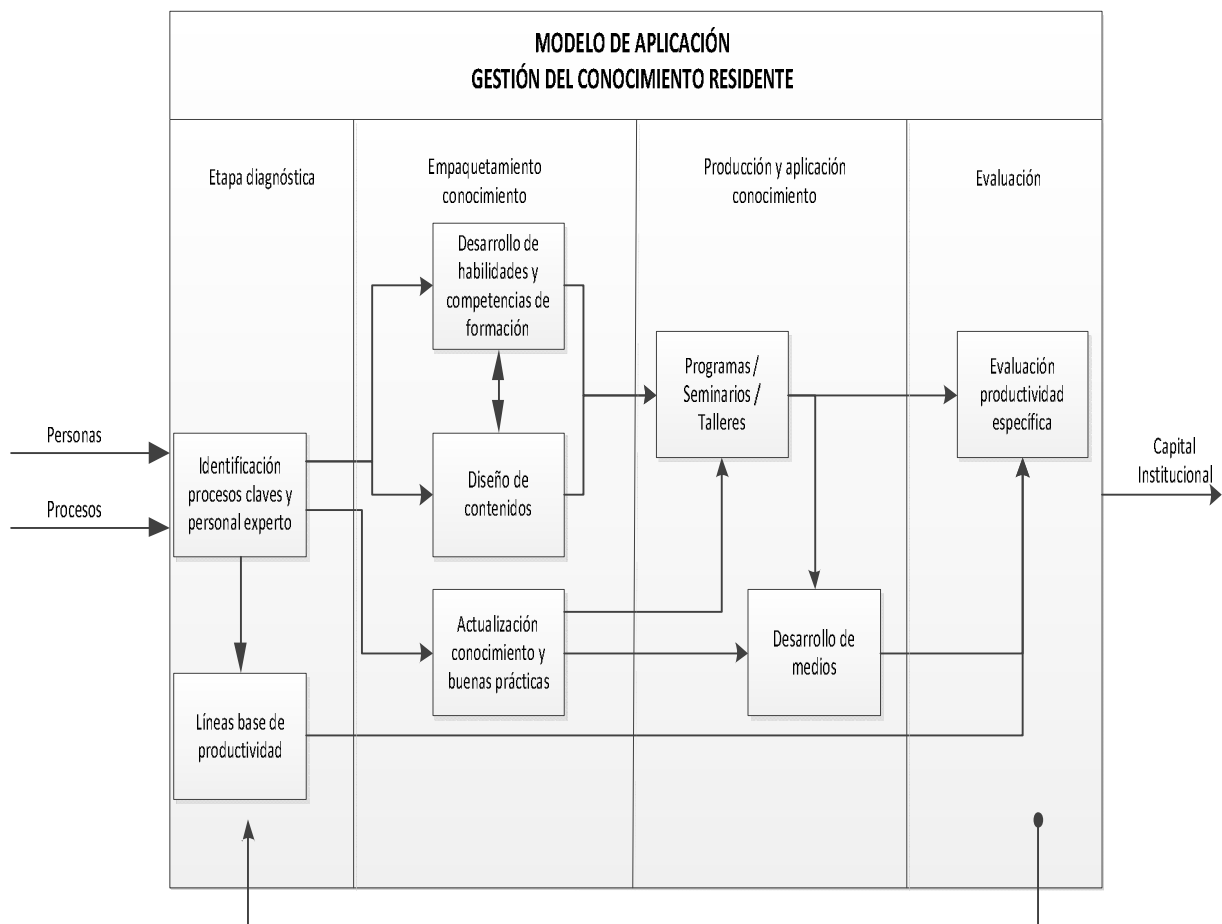 MODELO DE APLICACIÓN
GESTIÓN DEL CONOCIMIENTO RESIDENTE
Etapa diagnóstica
Empaquetamiento
conocimiento
Producción y aplicación
conocimiento
Evaluación
Desarrollo de
habilidades y
competencias de
formación
Programas /
Seminarios /
Talleres
Evaluación
productividad
específica
Personas
Procesos
Identificación
procesos claves y
personal experto
Diseño de
contenidos
Capital
Institucional
Actualización
conocimiento y
buenas prácticas
Desarrollo de
medios
Líneas base de
productividad